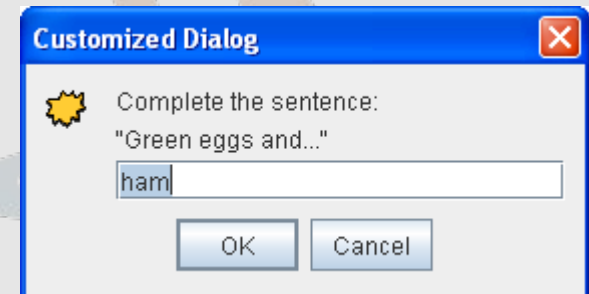 Customized Dialog
Complete the sentence:
"Green eggs and..."
ham
OK Cancel